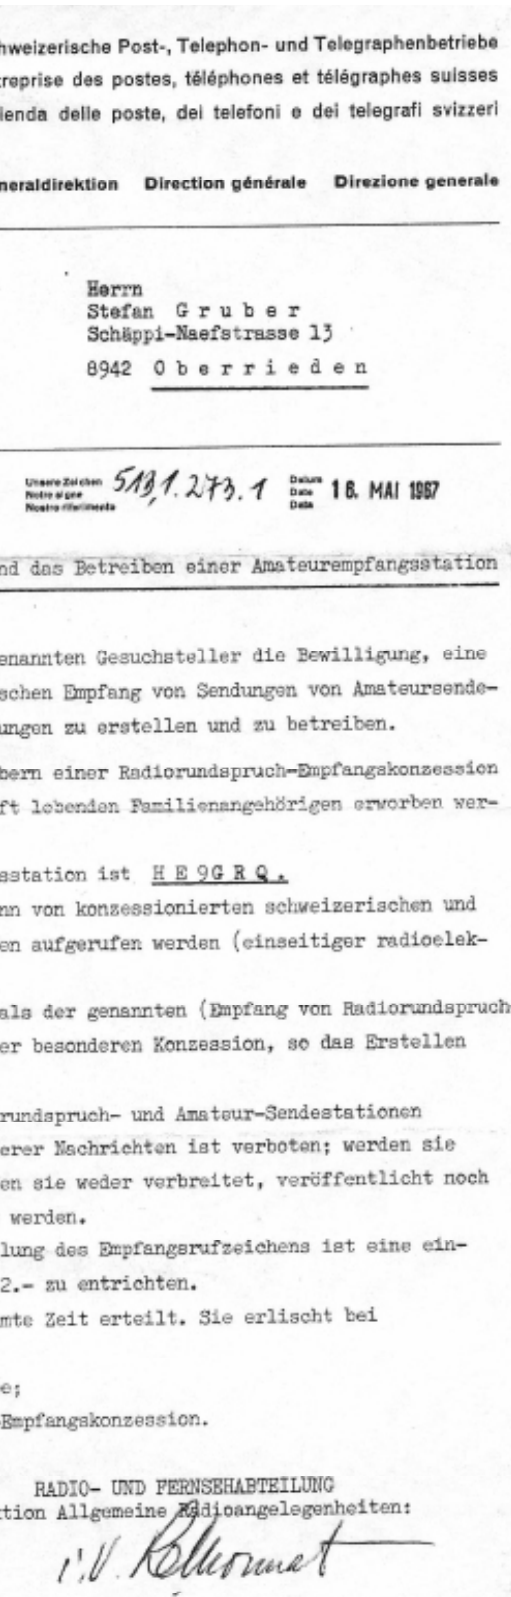 hweizerische Post-, Telephon- und Telegraphenbetriebe
treprise des postes, téléphones et télégraphes suisses
ienda delle poste, dei telefoni e dei telegrafi svizzeri
neraldirektion Direction générale Direzione generale
Herrn
Stefan Gruber
Schäppi-Naefstrasse 13
8942 Oberrieden
Unsere Zeichen
Notre signe
Nostro riferimento
513,1.273.1
Datum
Date
Data
16. MAI 1967
nd das Betreiben einer Amateurempfangsstation
enannten Gesuchsteller die Bewilligung, eine
schen Empfang von Sendungen von Amateursende-
ungen zu erstellen und zu betreiben.
bern einer Radiorundspruch-Empfangskonzession
ft lebenden Familienangehörigen erworben wer-
sstation ist HE9GRQ.
nn von konzessionierten schweizerischen und
en aufgerufen werden (einseitiger radioelek-
als der genannten (Empfang von Radiorundspruch
er besonderen Konzession, so das Erstellen
rundspruch- und Amateur-Sendestationen
erer Nachrichten ist verboten; werden sie
en sie weder verbreitet, veröffentlicht noch
werden.
lung des Empfangsrufzeichens ist eine ein-
2.- zu entrichten.
mte Zeit erteilt. Sie erlischt bei
e;
Empfangskonzession.
RADIO- UND FERNSEHABTEILUNG
ktion Allgemeine Radioangelegenheiten:
i.V.